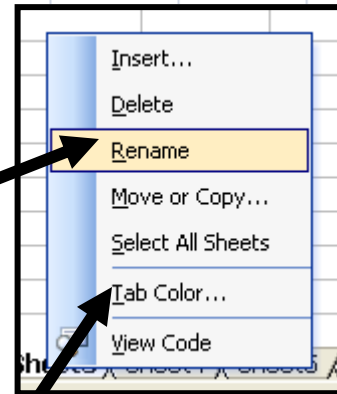 Insert...
Delete
Rename
Move or Copy...
Select All Sheets
Tab Color...
View Code